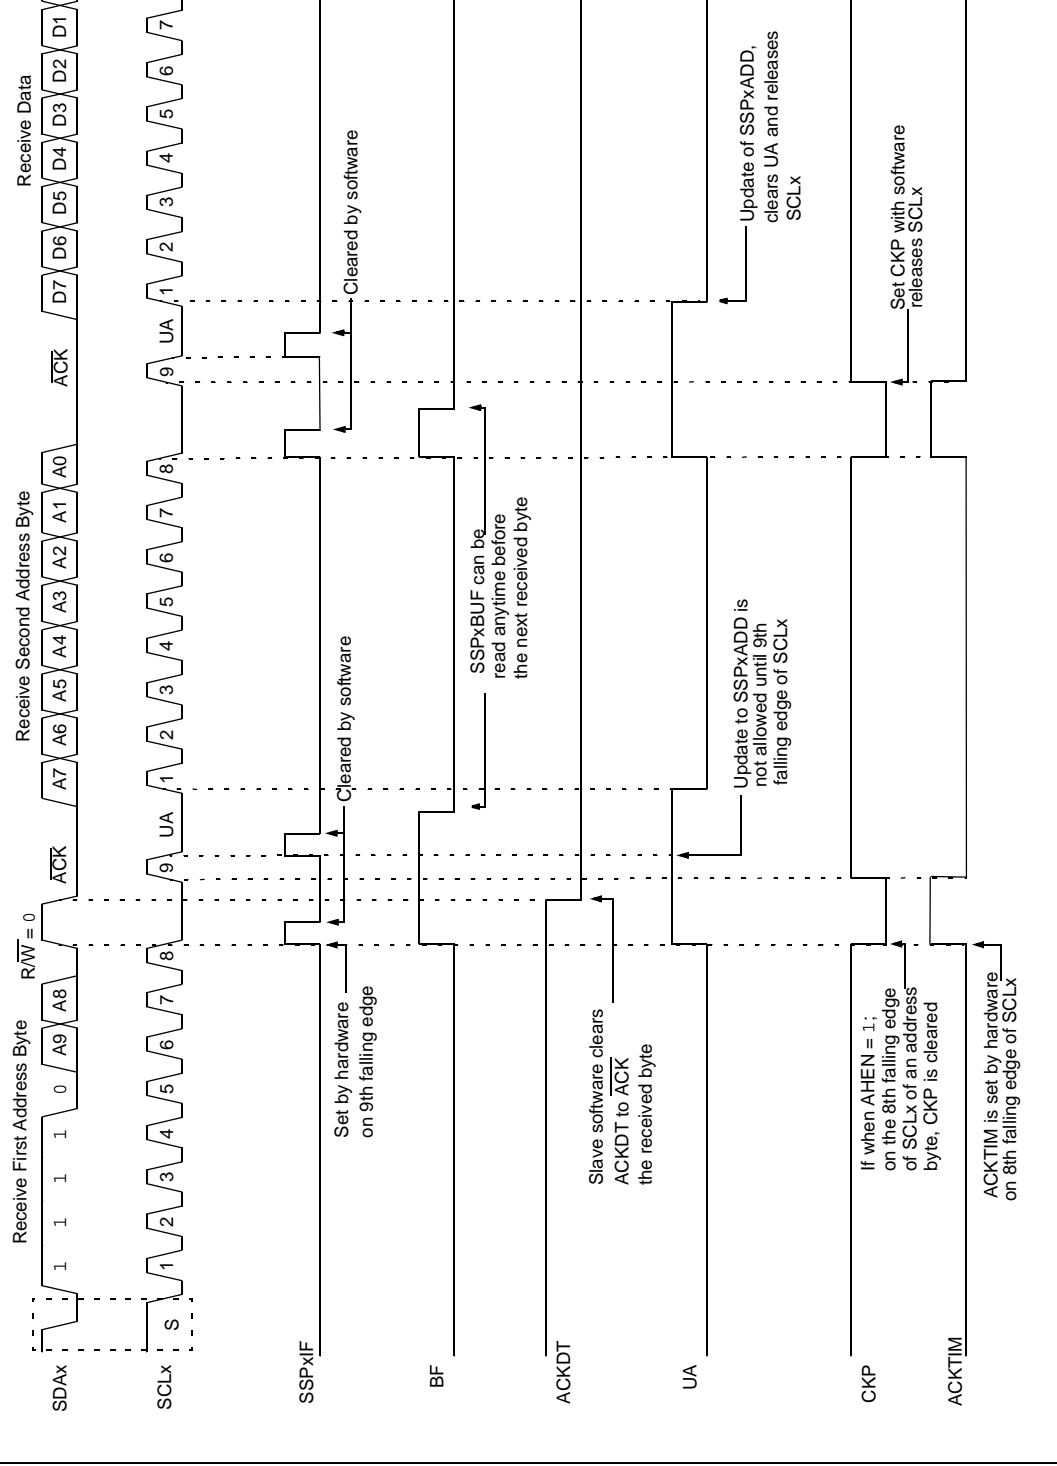 Receive First Address Byte
R/W = 0
Receive Second Address Byte
Receive Data
SDAx
1
1
1
1
0
A9
A8
ACK
A7
A6
A5
A4
A3
A2
A1
A0
ACK
D7
D6
D5
D4
D3
D2
D1
SCLx
S
1
2
3
4
5
6
7
8
9
UA
1
2
3
4
5
6
7
8
9
UA
1
2
3
4
5
6
7
SSPxIF
Set by hardware
on 9th falling edge
Cleared by software
Cleared by software
BF
SSPxBUF can be
read anytime before
the next received byte
ACKDT
Slave software clears
ACKDT to ACK
the received byte
UA
Update to SSPxADD is
not allowed until 9th
falling edge of SCLx
Update of SSPxADD,
clears UA and releases
SCLx
CKP
If when AHEN = 1;
on the 8th falling edge
of SCLx of an address
byte, CKP is cleared
Set CKP with software
releases SCLx
ACKTIM
ACKTIM is set by hardware
on 8th falling edge of SCLx